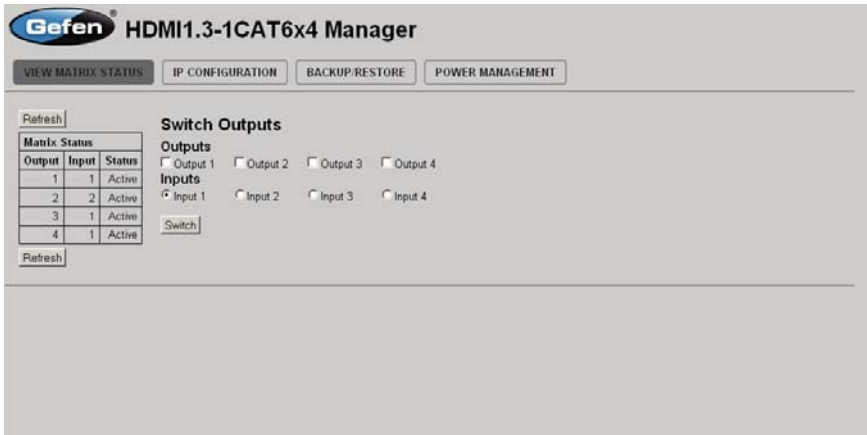 Gefen® HDMI1.3-1CAT6x4 Manager
VIEW MATRIX STATUS IP CONFIGURATION BACKUP/RESTORE POWER MANAGEMENT
Refresh
Matrix Status
Output Input Status
1 1 Active
2 2 Active
3 1 Active
4 1 Active
Refresh
Switch Outputs
Outputs
Output 1 Output 2 Output 3 Output 4
Inputs
Input 1 Input 2 Input 3 Input 4
Switch